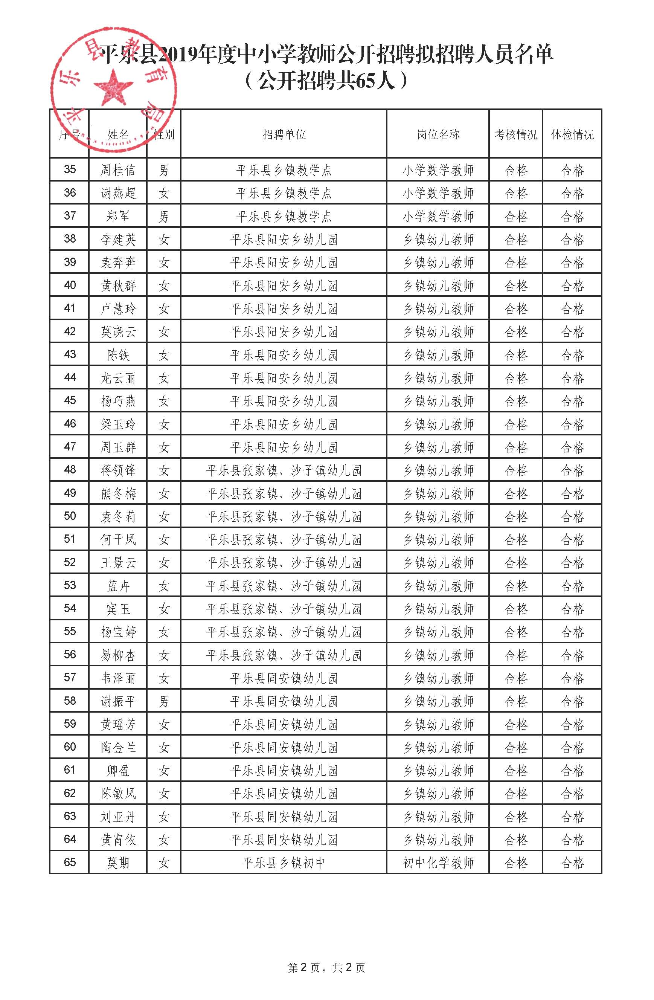 平乐县2019年度中小学教师公开招聘拟招聘人员名单
（公开招聘共65人）
平乐县教育局
序号 姓名 性别 招聘单位 岗位名称 考核情况 体检情况
35 周桂信 男 平乐县乡镇教学点 小学数学教师 合格 合格
36 谢燕超 女 平乐县乡镇教学点 小学数学教师 合格 合格
37 郑军 男 平乐县乡镇教学点 小学数学教师 合格 合格
38 李建英 女 平乐县阳安乡幼儿园 乡镇幼儿教师 合格 合格
39 袁奔奔 女 平乐县阳安乡幼儿园 乡镇幼儿教师 合格 合格
40 黄秋群 女 平乐县阳安乡幼儿园 乡镇幼儿教师 合格 合格
41 卢慧玲 女 平乐县阳安乡幼儿园 乡镇幼儿教师 合格 合格
42 莫晓云 女 平乐县阳安乡幼儿园 乡镇幼儿教师 合格 合格
43 陈铁 女 平乐县阳安乡幼儿园 乡镇幼儿教师 合格 合格
44 龙云丽 女 平乐县阳安乡幼儿园 乡镇幼儿教师 合格 合格
45 杨巧燕 女 平乐县阳安乡幼儿园 乡镇幼儿教师 合格 合格
46 梁玉玲 女 平乐县阳安乡幼儿园 乡镇幼儿教师 合格 合格
47 周玉群 女 平乐县阳安乡幼儿园 乡镇幼儿教师 合格 合格
48 蒋领锋 女 平乐县张家镇、沙子镇幼儿园 乡镇幼儿教师 合格 合格
49 熊冬梅 女 平乐县张家镇、沙子镇幼儿园 乡镇幼儿教师 合格 合格
50 袁冬莉 女 平乐县张家镇、沙子镇幼儿园 乡镇幼儿教师 合格 合格
51 何干凤 女 平乐县张家镇、沙子镇幼儿园 乡镇幼儿教师 合格 合格
52 王景云 女 平乐县张家镇、沙子镇幼儿园 乡镇幼儿教师 合格 合格
53 蓝卉 女 平乐县张家镇、沙子镇幼儿园 乡镇幼儿教师 合格 合格
54 宾玉 女 平乐县张家镇、沙子镇幼儿园 乡镇幼儿教师 合格 合格
55 杨宝婷 女 平乐县张家镇、沙子镇幼儿园 乡镇幼儿教师 合格 合格
56 易柳杏 女 平乐县张家镇、沙子镇幼儿园 乡镇幼儿教师 合格 合格
57 韦泽丽 女 平乐县同安镇幼儿园 乡镇幼儿教师 合格 合格
58 谢振平 男 平乐县同安镇幼儿园 乡镇幼儿教师 合格 合格
59 黄瑶芳 女 平乐县同安镇幼儿园 乡镇幼儿教师 合格 合格
60 陶金兰 女 平乐县同安镇幼儿园 乡镇幼儿教师 合格 合格
61 卿盈 女 平乐县同安镇幼儿园 乡镇幼儿教师 合格 合格
62 陈敏凤 女 平乐县同安镇幼儿园 乡镇幼儿教师 合格 合格
63 刘亚丹 女 平乐县同安镇幼儿园 乡镇幼儿教师 合格 合格
64 黄宵依 女 平乐县同安镇幼儿园 乡镇幼儿教师 合格 合格
65 莫期 女 平乐县乡镇初中 初中化学教师 合格 合格
第 2 页，共 2 页